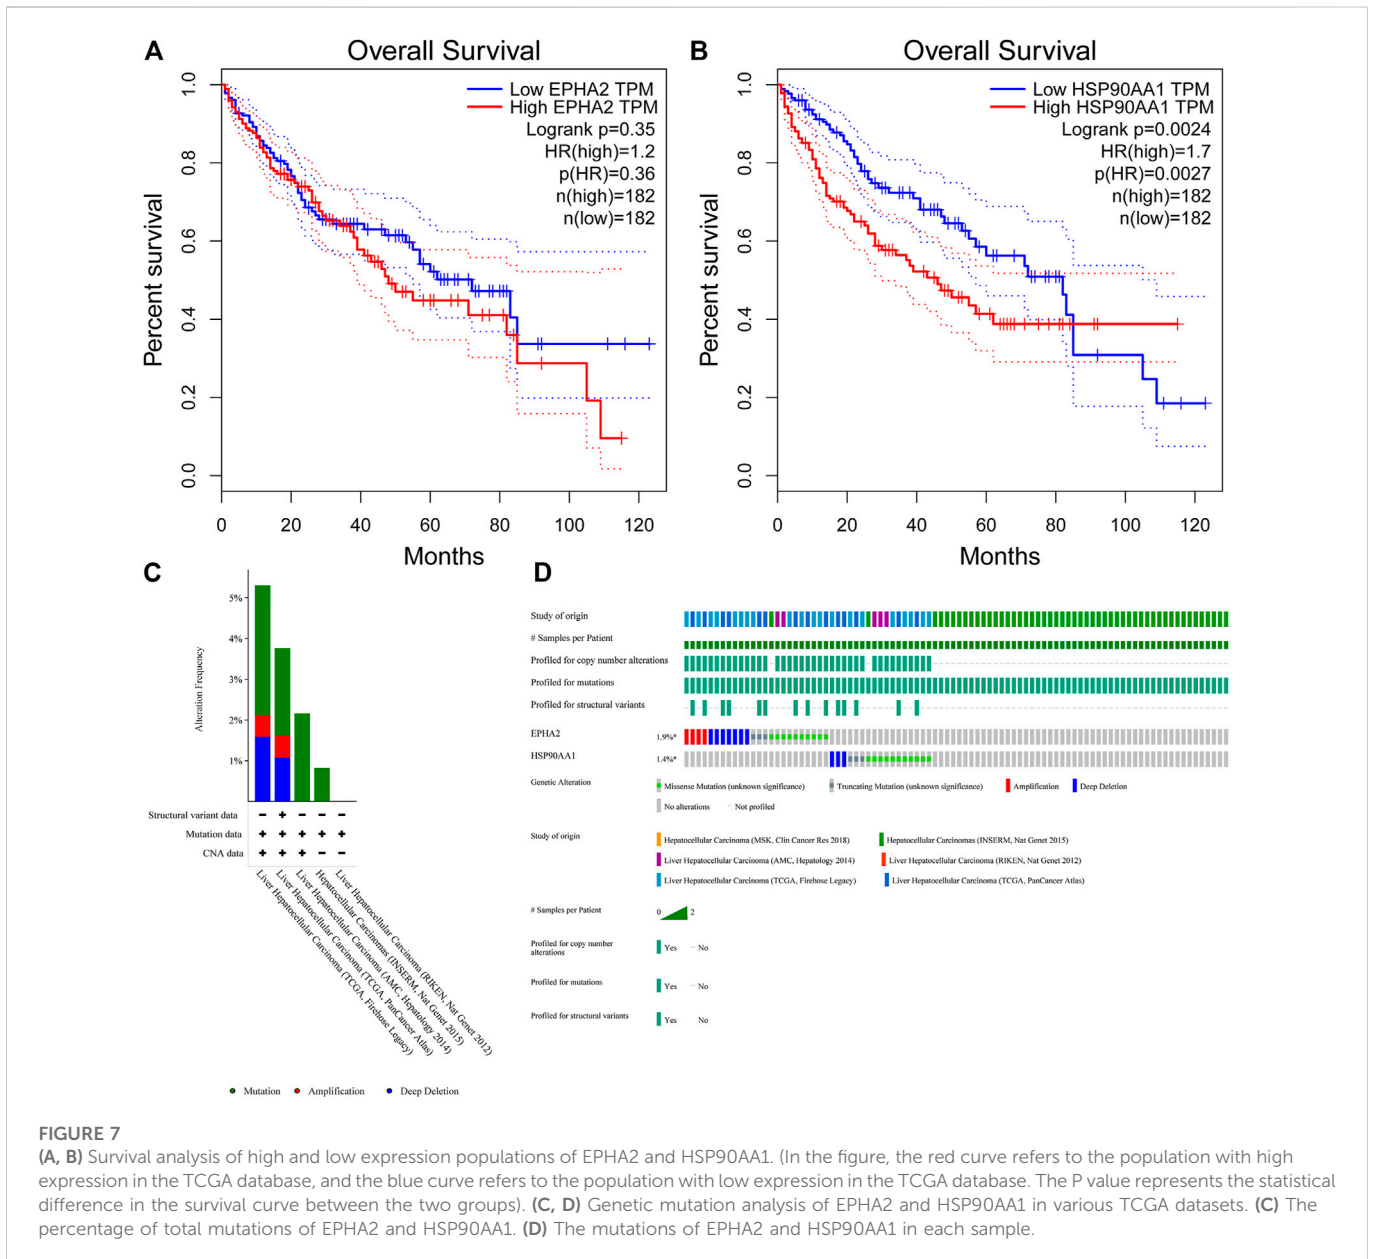 A
Overall Survival
Low EPHA2 TPM
High EPHA2 TPM
Logrank p=0.35
HR(high)=1.2
p(HR)=0.36
n(high)=182
n(low)=182
Percent survival
1.0
0.8
0.6
0.4
0.2
0.0
0 20 40 60 80 100 120
Months
B
Overall Survival
Low HSP90AA1 TPM
High HSP90AA1 TPM
Logrank p=0.0024
HR(high)=1.7
p(HR)=0.0027
n(high)=182
n(low)=182
Percent survival
1.0
0.8
0.6
0.4
0.2
0.0
0 20 40 60 80 100 120
Months
C
Alteration Frequency
5%
4%
3%
2%
1%
Structural variant data - + - - -
Mutation data + + + + +
CNA data + + + - -
Liver Hepatocellular Carcinoma (TCGA, Firehose Legacy)
Liver Hepatocellular Carcinoma (TCGA, PanCancer Atlas)
Liver Hepatocellular Carcinoma (AMC, Hepatology 2014)
Hepatocellular Carcinomas (INSERM, Nat Genet 2015)
Liver Hepatocellular Carcinoma (RIKEN, Nat Genet 2012)
Mutation Amplification Deep Deletion
D
Study of origin
# Samples per Patient
Profiled for copy number alterations
Profiled for mutations
Profiled for structural variants
EPHA2 1.9%*
HSP90AA1 1.4%*
Genetic Alteration Missense Mutation (unknown significance) Truncating Mutation (unknown significance) Amplification Deep Deletion
No alterations – Not profiled
Study of origin Hepatocellular Carcinoma (MSK, Clin Cancer Res 2018) Hepatocellular Carcinomas (INSERM, Nat Genet 2015)
Liver Hepatocellular Carcinoma (AMC, Hepatology 2014) Liver Hepatocellular Carcinoma (RIKEN, Nat Genet 2012)
Liver Hepatocellular Carcinoma (TCGA, Firehose Legacy) Liver Hepatocellular Carcinoma (TCGA, PanCancer Atlas)
# Samples per Patient 0 2
Profiled for copy number
alterations Yes – No
Profiled for mutations Yes – No
Profiled for structural variants Yes No
FIGURE 7
(A, B) Survival analysis of high and low expression populations of EPHA2 and HSP90AA1. (In the figure, the red curve refers to the population with high
expression in the TCGA database, and the blue curve refers to the population with low expression in the TCGA database. The P value represents the statistical
difference in the survival curve between the two groups). (C, D) Genetic mutation analysis of EPHA2 and HSP90AA1 in various TCGA datasets. (C) The
percentage of total mutations of EPHA2 and HSP90AA1. (D) The mutations of EPHA2 and HSP90AA1 in each sample.